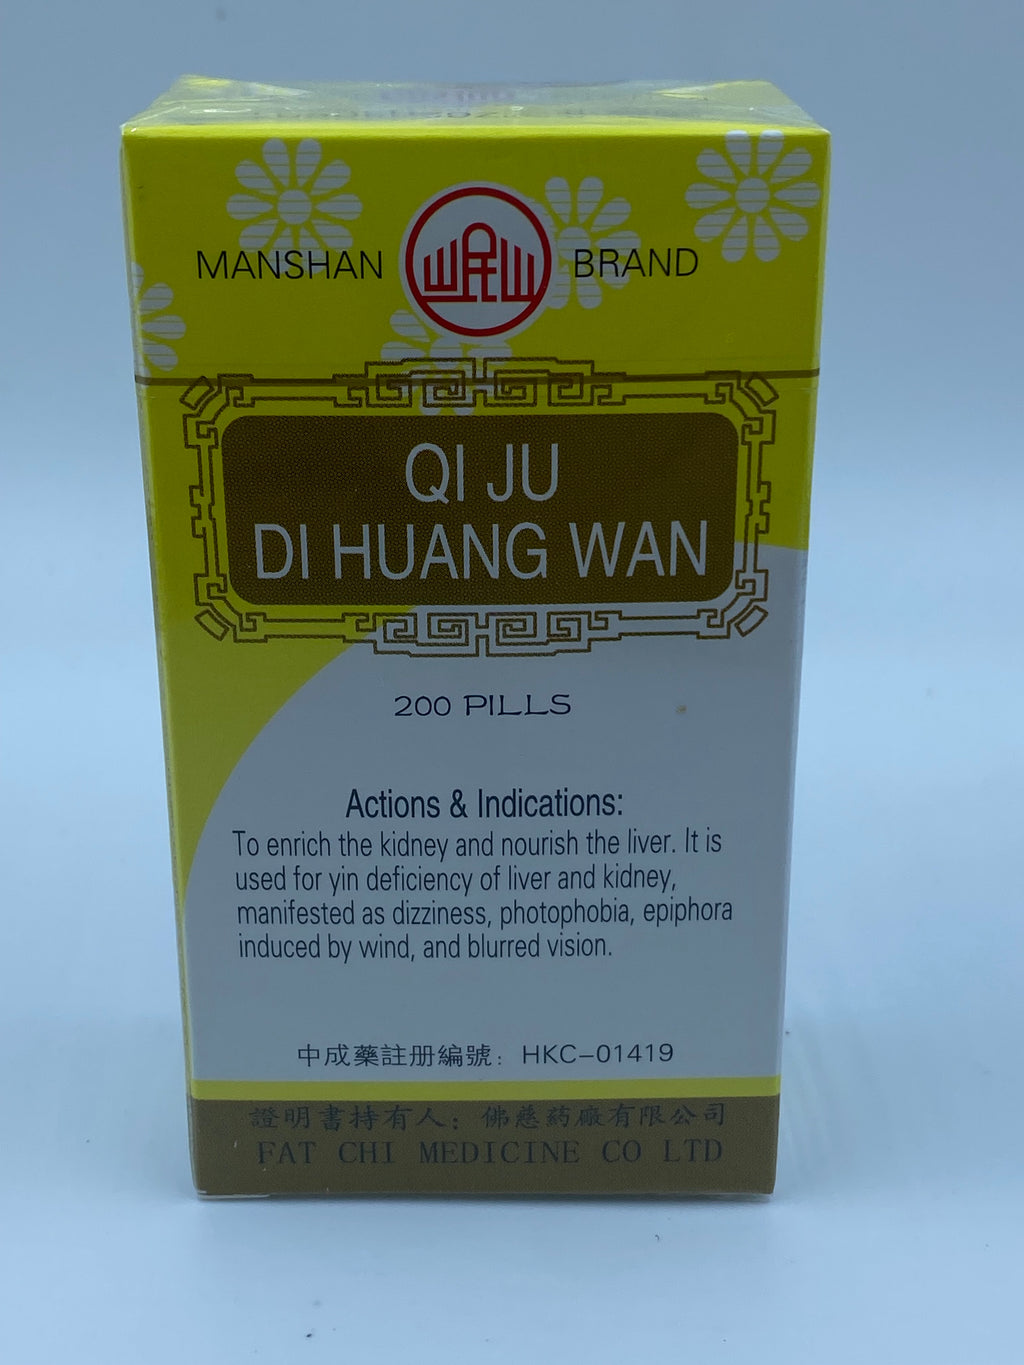 MANSHAN BRAND
QI JU
DI HUANG WAN
200 PILLS
Actions & Indications:
To enrich the kidney and nourish the liver. It is
used for yin deficiency of liver and kidney,
manifested as dizziness, photophobia, epiphora
induced by wind, and blurred vision.
中成藥註册編號：HKC-01419
證明書持有人：佛慈葯廠有限公司
FAT CHI MEDICINE CO LTD